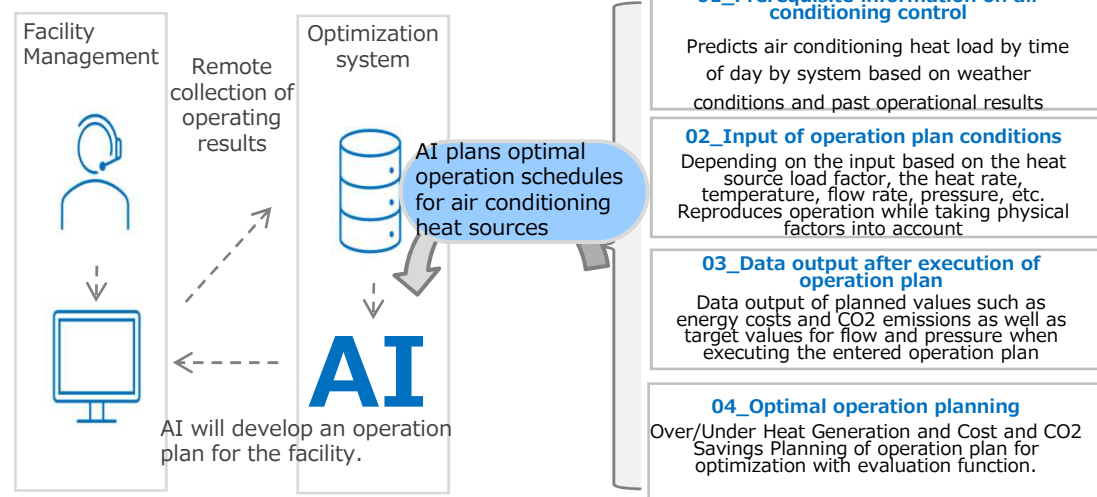 Facility
Management
Remote
collection of
operating
results
Optimization
system
AI plans optimal
operation schedules
for air conditioning
heat sources
AI
AI will develop an operation
plan for the facility.
01_Prerequisite information on air
conditioning control
Predicts air conditioning heat load by time
of day by system based on weather
conditions and past operational results
02_Input of operation plan conditions
Depending on the input based on the heat
source load factor, the heat rate,
temperature, flow rate, pressure, etc.
Reproduces operation while taking physical
factors into account
03_Data output after execution of
operation plan
Data output of planned values such as
energy costs and CO2 emissions as well as
target values for flow and pressure when
executing the entered operation plan
04_Optimal operation planning
Over/Under Heat Generation and Cost and CO2
Savings Planning of operation plan for
optimization with evaluation function.